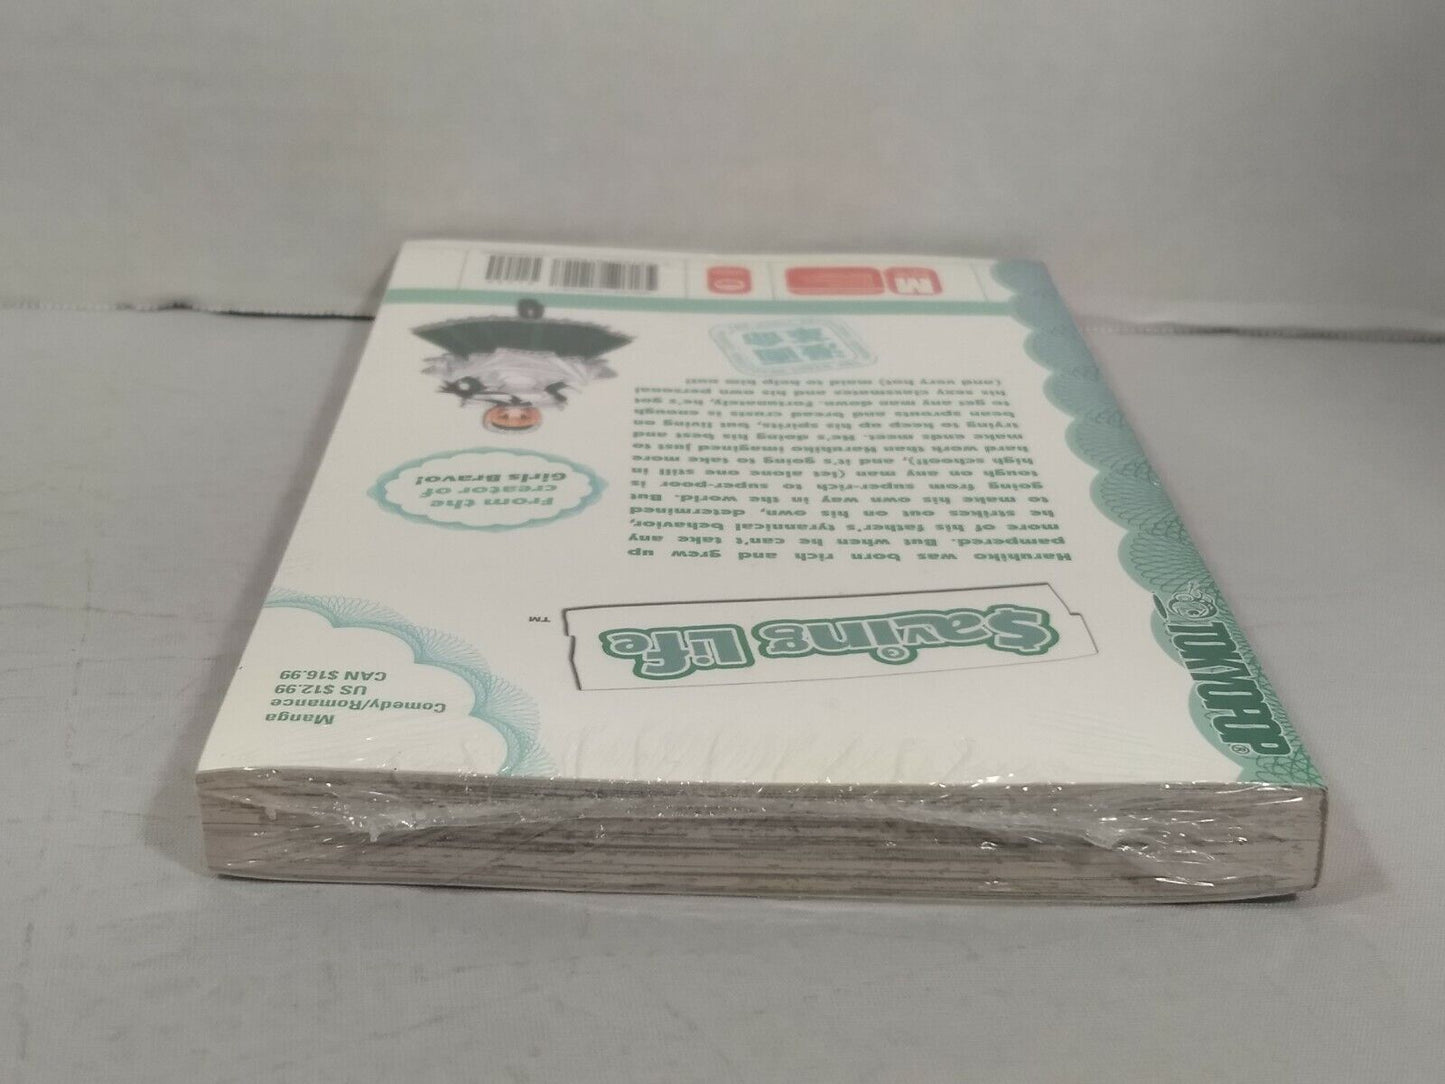 TOKYOPOP®
$aving Life
™
Manga
Comedy/Romance
US $12.99
CAN $16.99
Haruhiko was born rich and grew up
pampered. But when he can't take any
more of his father's tyrannical behavior,
he strikes out on his own, determined
to make his own way in the world. But
going from super-rich to super-poor is
tough on any man (let alone one still in
high school!), and it's going to take more
hard work than Haruhiko imagined just to
make ends meet. He's doing his best and
trying to keep up his spirits, but living on
bean sprouts and bread crusts is enough
to get any man down. Fortunately, he's got
his sexy classmates and his own personal
(and very hot) maid to help him out!
From the
creator of
Girls Bravo!
M